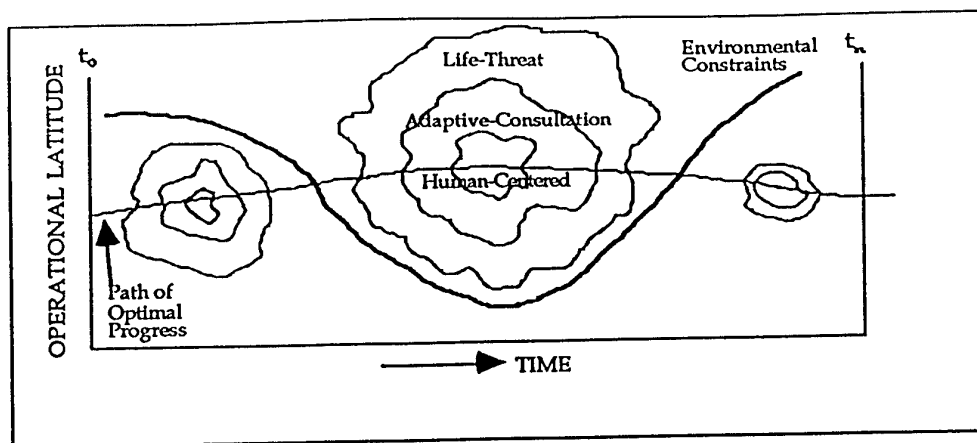 t₀
Life-Threat
Environmental
Constraints
tₙ
Adaptive-Consultation
Human-Centered
OPERATIONAL LATITUDE
Path of
Optimal
Progress
TIME